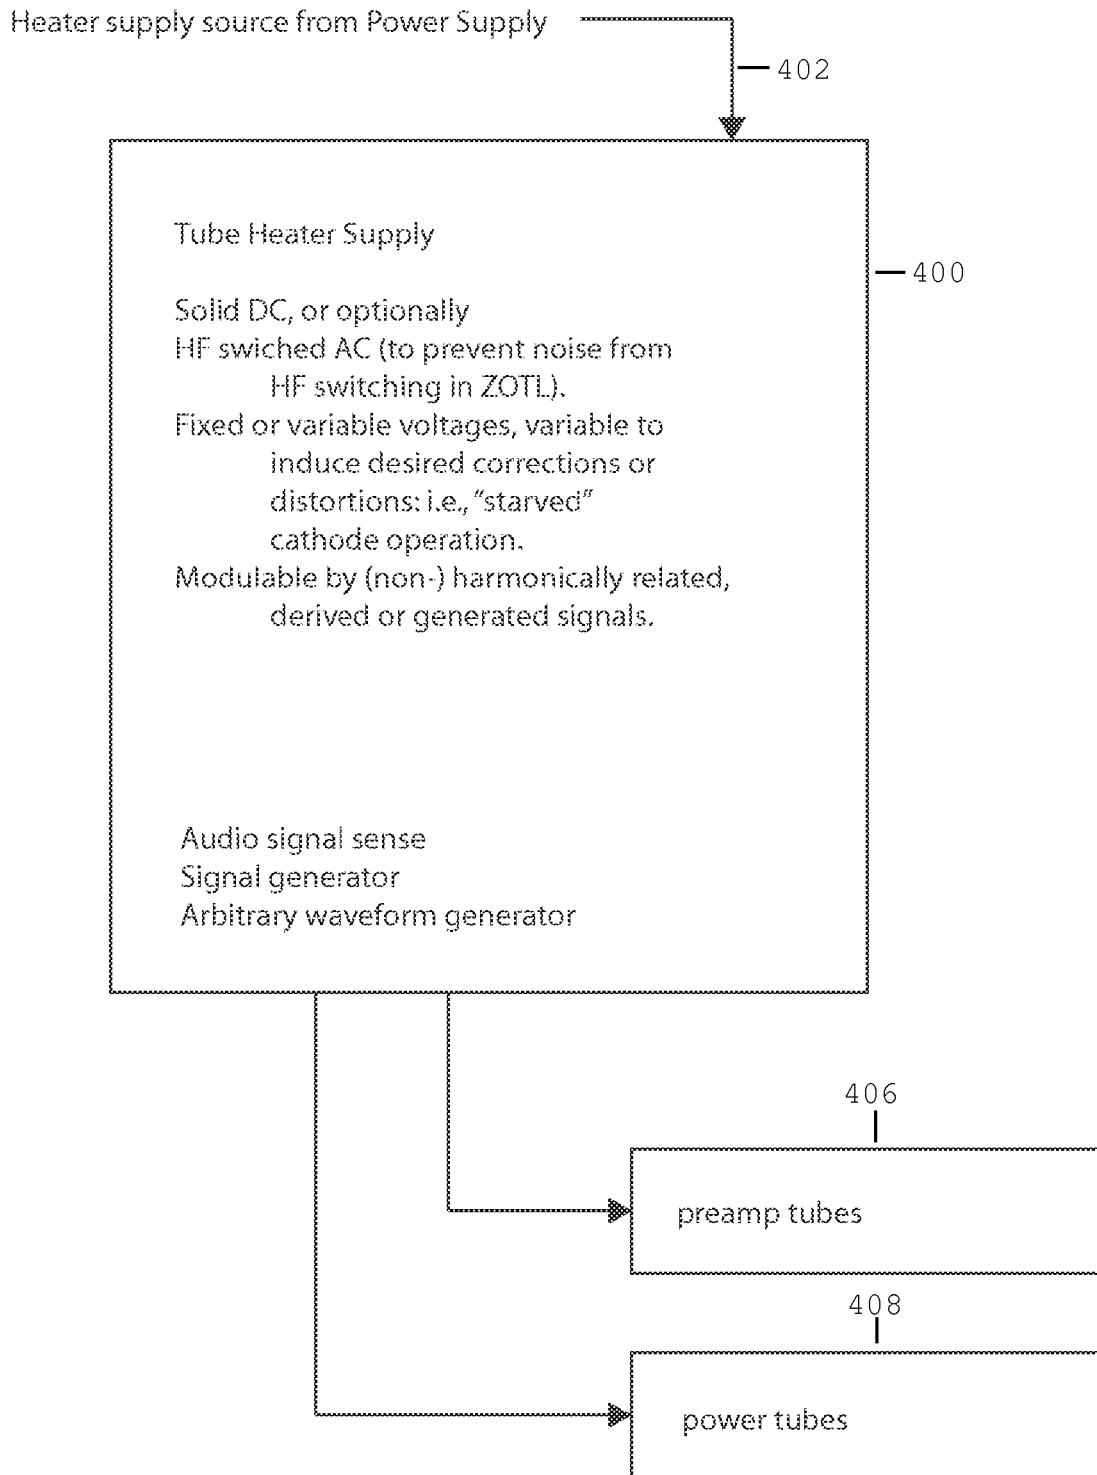 Heater supply source from Power Supply
402
Tube Heater Supply
400
Solid DC, or optionally
HF swiched AC (to prevent noise from
HF switching in ZOTL).
Fixed or variable voltages, variable to
induce desired corrections or
distortions: i.e., “starved”
cathode operation.
Modulable by (non-) harmonically related,
derived or generated signals.
Audio signal sense
Signal generator
Arbitrary waveform generator
406
preamp tubes
408
power tubes